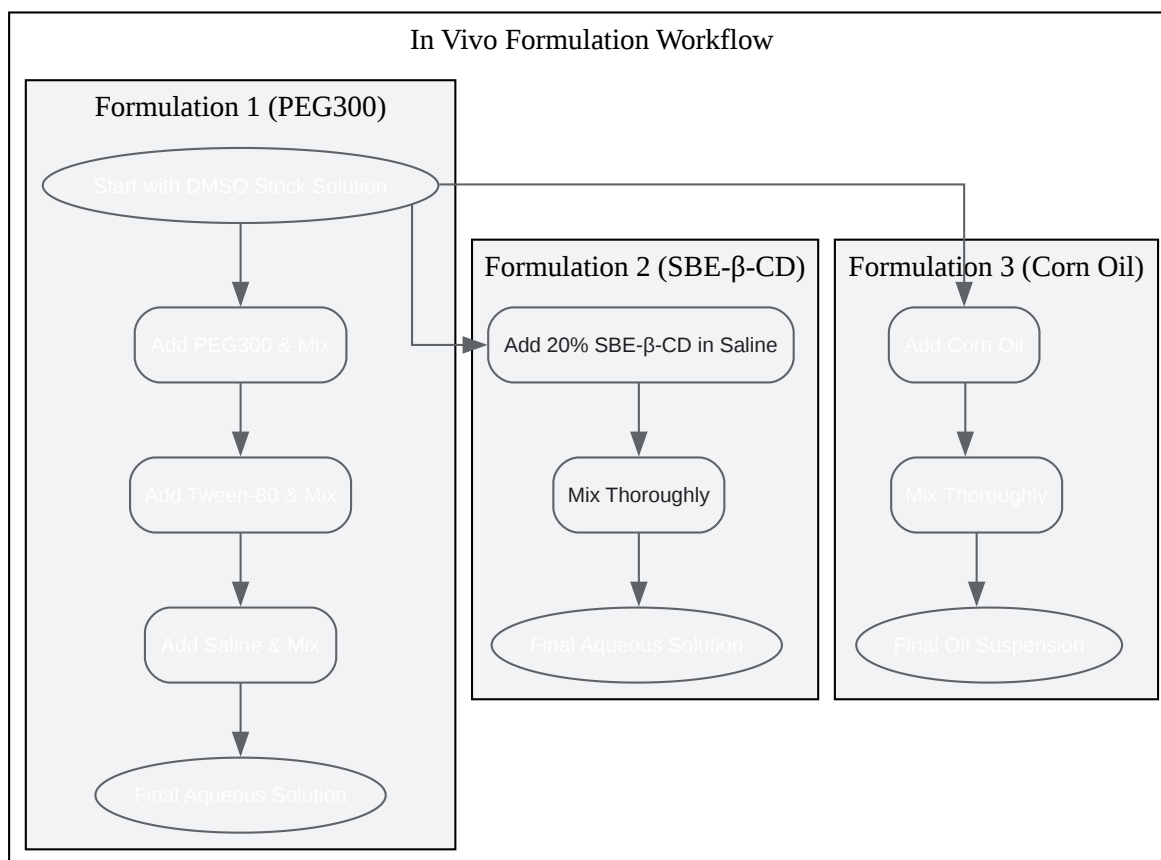 In Vivo Formulation Workflow
Formulation 1 (PEG300)
Start with DMSO Stock Solution
Add PEG300 & Mix
Add Tween-80 & Mix
Add Saline & Mix
Final Aqueous Solution
Formulation 2 (SBE-β-CD)
Add 20% SBE-β-CD in Saline
Mix Thoroughly
Final Aqueous Solution
Formulation 3 (Corn Oil)
Add Corn Oil
Mix Thoroughly
Final Oil Suspension